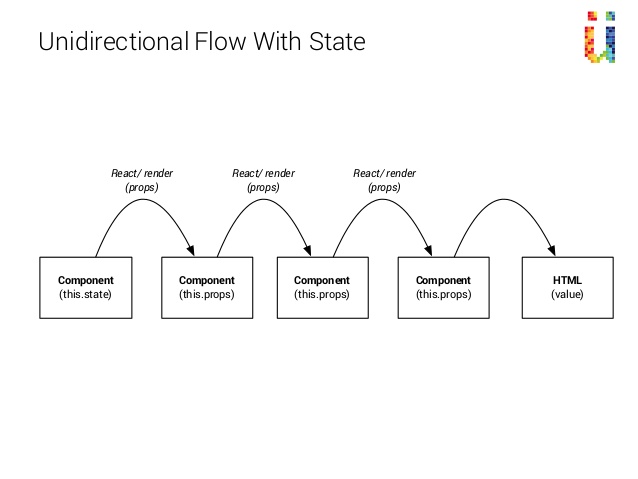 Unidirectional Flow With State
ü
React/ render
(props)
React/ render
(props)
React/ render
(props)
Component
(this.state)
Component
(this.props)
Component
(this.props)
Component
(this.props)
HTML
(value)